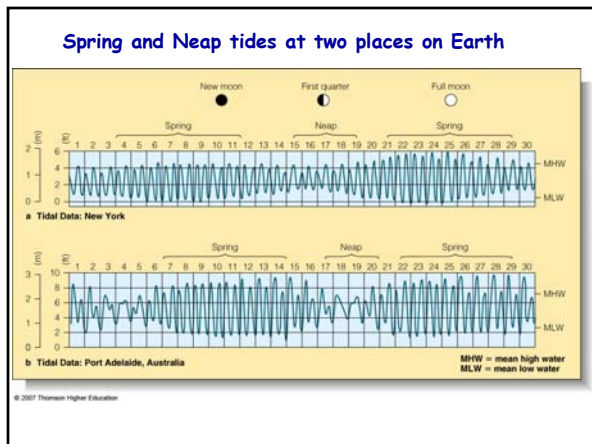 Spring and Neap tides at two places on Earth
New moon First quarter Full moon
Spring Neap Spring
(m) (ft) 1 2 3 4 5 6 7 8 9 10 11 12 13 14 15 16 17 18 19 20 21 22 23 24 25 26 27 28 29 30
2 6
4 MHW
1
2
0 0 MLW
a Tidal Data: New York
Spring Neap Spring
(m) (ft) 1 2 3 4 5 6 7 8 9 10 11 12 13 14 15 16 17 18 19 20 21 22 23 24 25 26 27 28 29 30
3 10
8
2 6 MHW
4
1 2 MLW
0 0
b Tidal Data: Port Adelaide, Australia
MHW = mean high water
MLW = mean low water
© 2007 Thomson Higher Education